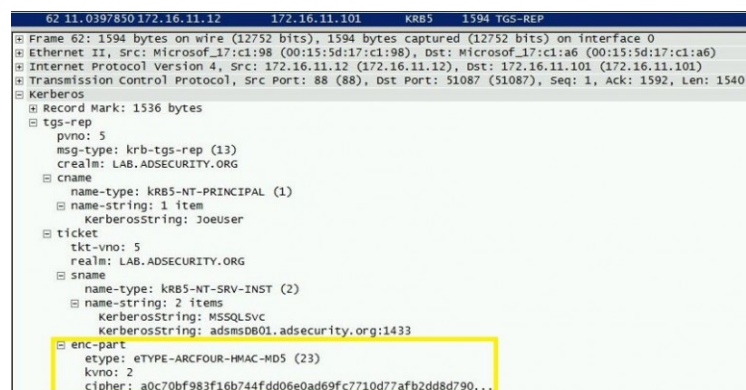 62 11.0397850 172.16.11.12 172.16.11.101 KRB5 1594 TGS-REP
Frame 62: 1594 bytes on wire (12752 bits), 1594 bytes captured (12752 bits) on interface 0
Ethernet II, Src: Microsof_17:c1:98 (00:15:5d:17:c1:98), Dst: Microsof_17:c1:a6 (00:15:5d:17:c1:a6)
Internet Protocol Version 4, Src: 172.16.11.12 (172.16.11.12), Dst: 172.16.11.101 (172.16.11.101)
Transmission Control Protocol, Src Port: 88 (88), Dst Port: 51087 (51087), Seq: 1, Ack: 1592, Len: 1540
Kerberos
Record Mark: 1536 bytes
tgs-rep
pvno: 5
msg-type: krb-tgs-rep (13)
crealm: LAB.ADSECURITY.ORG
cname
name-type: kRB5-NT-PRINCIPAL (1)
name-string: 1 item
KerberosString: JoeUser
ticket
tkt-vno: 5
realm: LAB.ADSECURITY.ORG
sname
name-type: kRB5-NT-SRV-INST (2)
name-string: 2 items
KerberosString: MSSQLSvc
KerberosString: adsmsDB01.adsecurity.org:1433
enc-part
etype: eTYPE-ARCFOUR-HMAC-MD5 (23)
kvno: 2
cipher: a0c70bf983f16b744fdd06e0ad69fc7710d77afb2dd8d790...